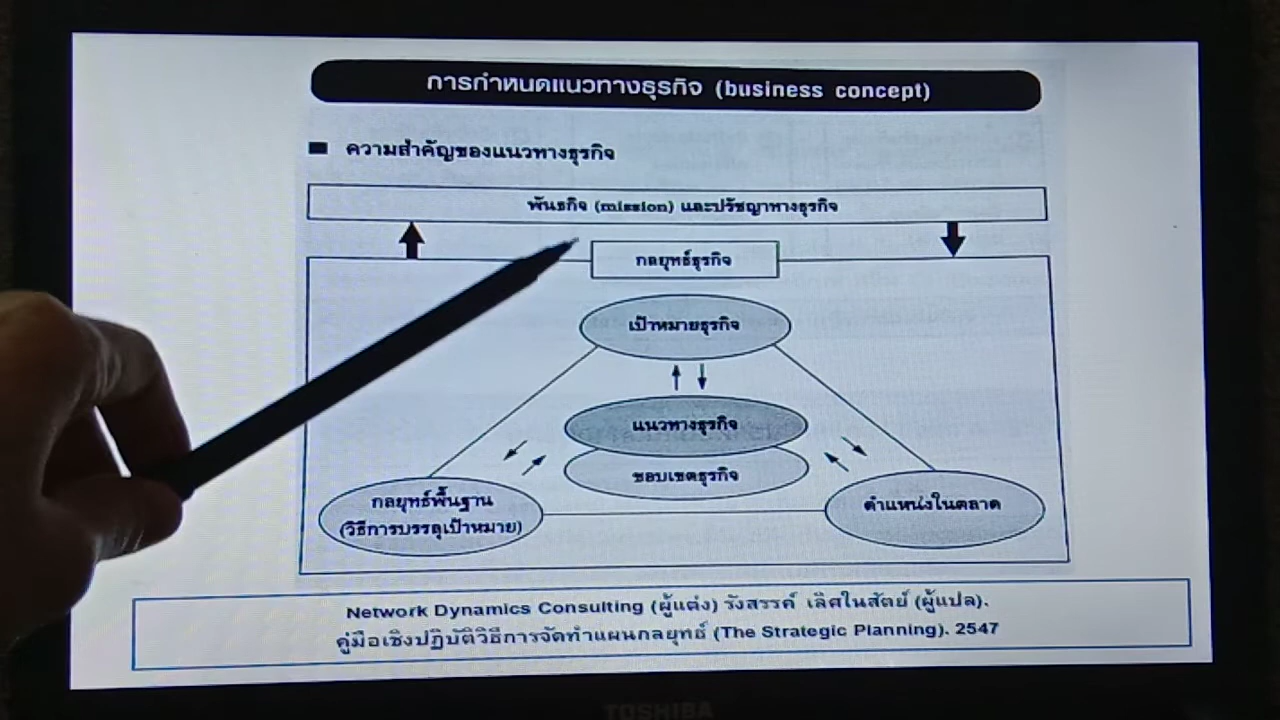 การกำหนดแนวทางธุรกิจ (business concept)
ความสำคัญของแนวทางธุรกิจ
พันธกิจ (mission) และปรัชญาทางธุรกิจ
กลยุทธ์ธุรกิจ
เป้าหมายธุรกิจ
แนวทางธุรกิจ
ขอบเขตธุรกิจ
กลยุทธ์พื้นฐาน
(วิธีการบรรลุเป้าหมาย)
ตำแหน่งในตลาด
Network Dynamics Consulting (ผู้แต่ง) รังสรรค์ เลิศในสัตย์ (ผู้แปล).
คู่มือเชิงปฏิบัติวิธีการจัดทำแผนกลยุทธ์ (The Strategic Planning). 2547
TOSHIBA